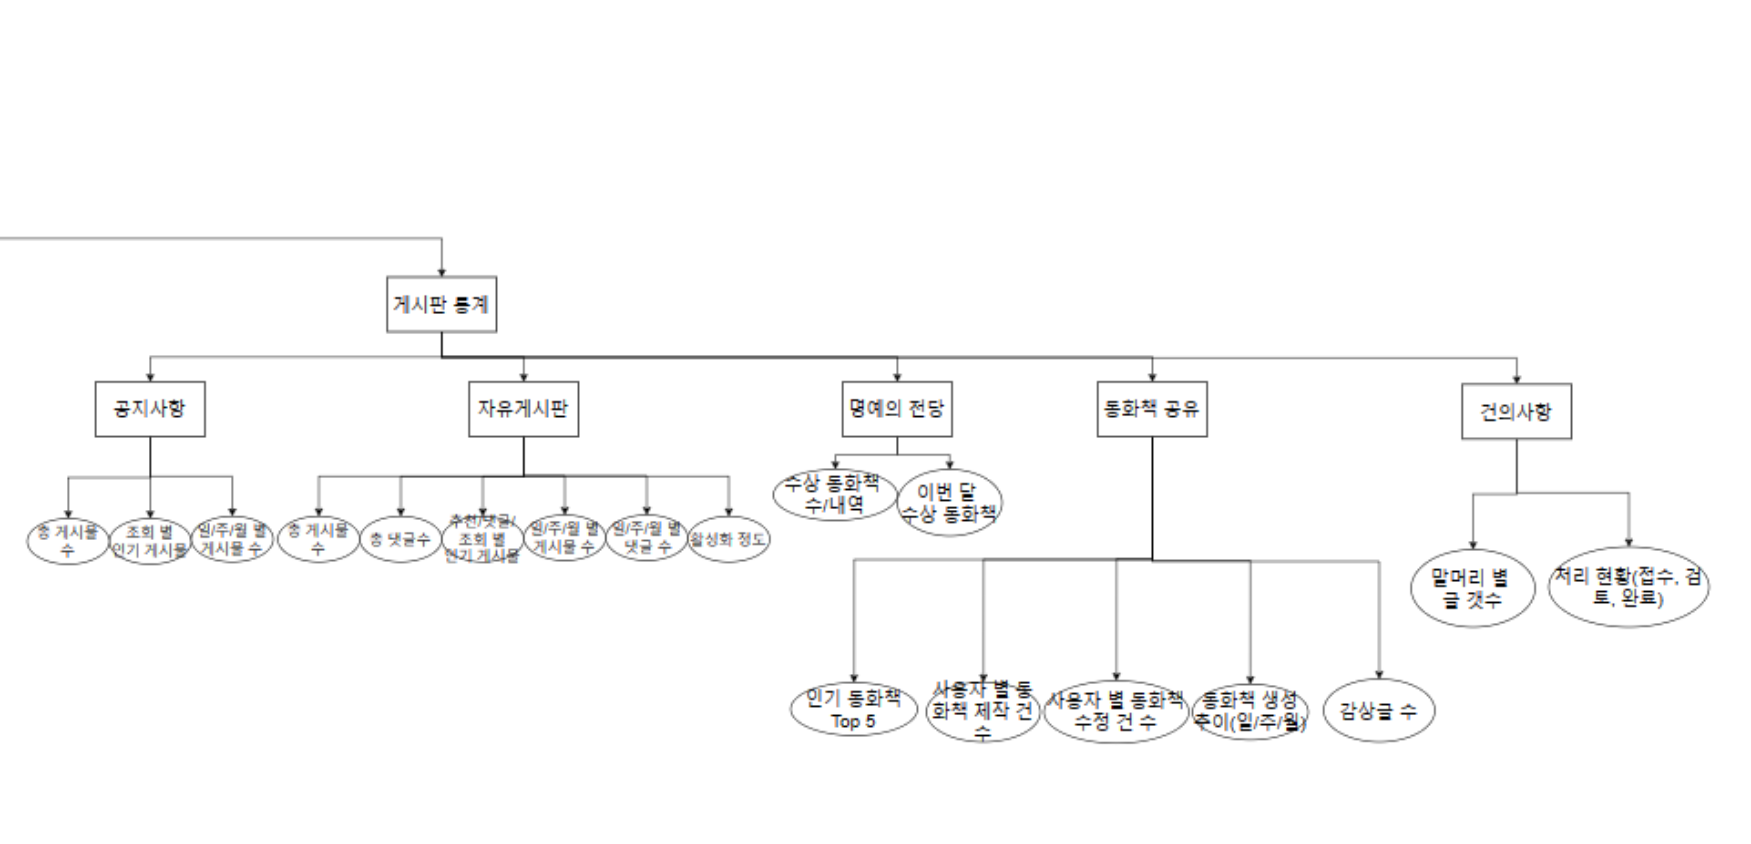 게시판 통계
공지사항
자유게시판
명예의 전당
동화책 공유
건의사항
총 게시물
수
조회 별
인기 게시물
일/주/월 별
게시물 수
총 게시물
수
총 댓글수
추천/댓글/
조회 별
인기 게시물
일/주/월 별
게시물 수
일/주/월 별
댓글 수
활성화 정도
수상 동화책
수/내역
이번 달
수상 동화책
인기 동화책
Top 5
사용자 별 동
화책 제작 건
수
사용자 별 동화책
수정 건 수
동화책 생성
추이(일/주/월)
감상글 수
말머리 별
글 갯수
처리 현황(접수, 검
토, 완료)